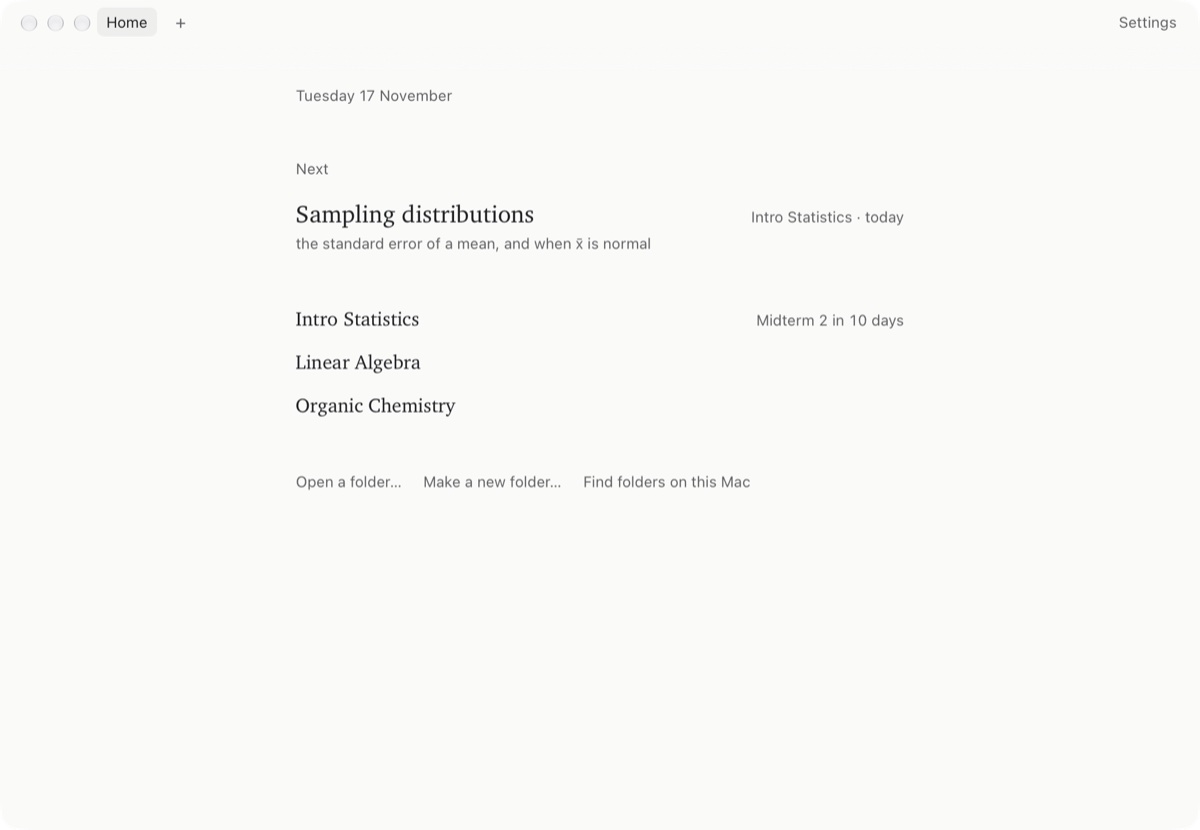 Home + Settings
Tuesday 17 November
Next
Sampling distributions Intro Statistics · today
the standard error of a mean, and when x̄ is normal
Intro Statistics Midterm 2 in 10 days
Linear Algebra
Organic Chemistry
Open a folder... Make a new folder... Find folders on this Mac